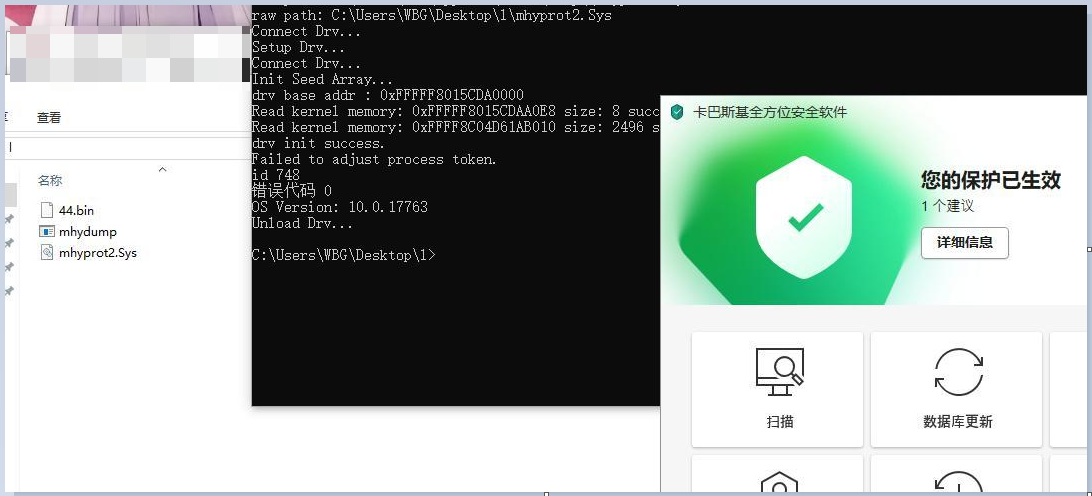 raw path: C:\Users\WBG\Desktop\1\mhyprot2.Sys
Connect Drv...
Setup Drv...
Connect Drv...
Init Seed Array...
drv base addr : 0xFFFFF8015CDA0000
Read kernel memory: 0xFFFFF8015CDAA0E8 size: 8 succ
Read kernel memory: 0xFFFF8C04D61AB010 size: 2496 s
drv init success.
Failed to adjust process token.
id 748
错误代码 0
OS Version: 10.0.17763
Unload Drv...
C:\Users\WBG\Desktop\1>
查看
名称
44.bin
mhydump
mhyprot2.Sys
卡巴斯基全方位安全软件
您的保护已生效
1 个建议
详细信息
扫描
数据库更新